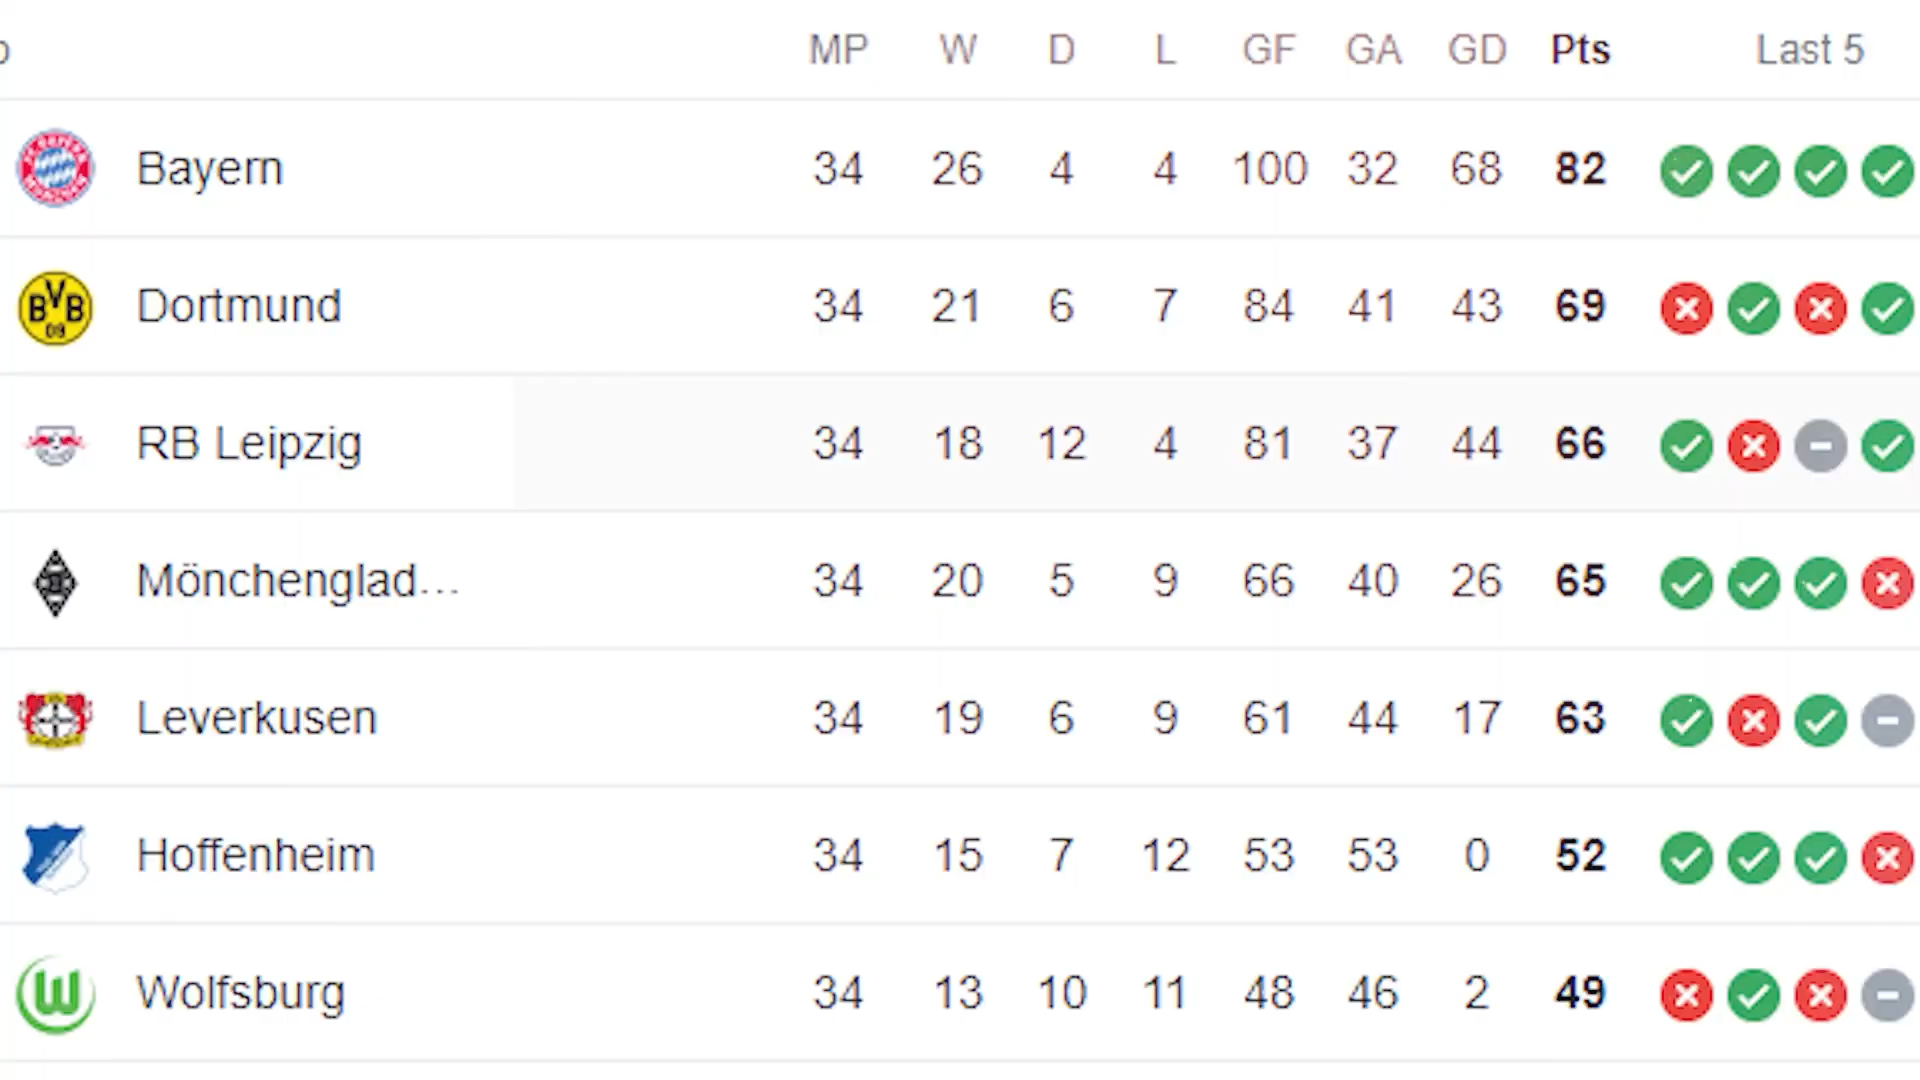 MP W D L GF GA GD Pts Last 5
Bayern 34 26 4 4 100 32 68 82
BVB 09 Dortmund 34 21 6 7 84 41 43 69
RB Leipzig 34 18 12 4 81 37 44 66
Mönchenglad... 34 20 5 9 66 40 26 65
Leverkusen 34 19 6 9 61 44 17 63
Hoffenheim 34 15 7 12 53 53 0 52
W Wolfsburg 34 13 10 11 48 46 2 49